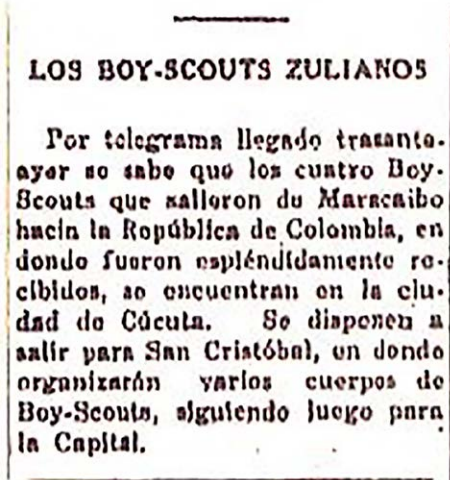 LOS BOY-SCOUTS ZULIANOS
Por telegrama llegado trasante-
ayer se sabe que los cuatro Boy-
Scouts que salieron de Maracaibo
hacia la República de Colombia, en
donde fueron espléndidamente re-
cibidos, se encuentran en la ciu-
dad de Cúcuta. Se disponen a
salir para San Cristóbal, en donde
organizarán varios cuerpos de
Boy-Scouts, siguiendo luego para
la Capital.